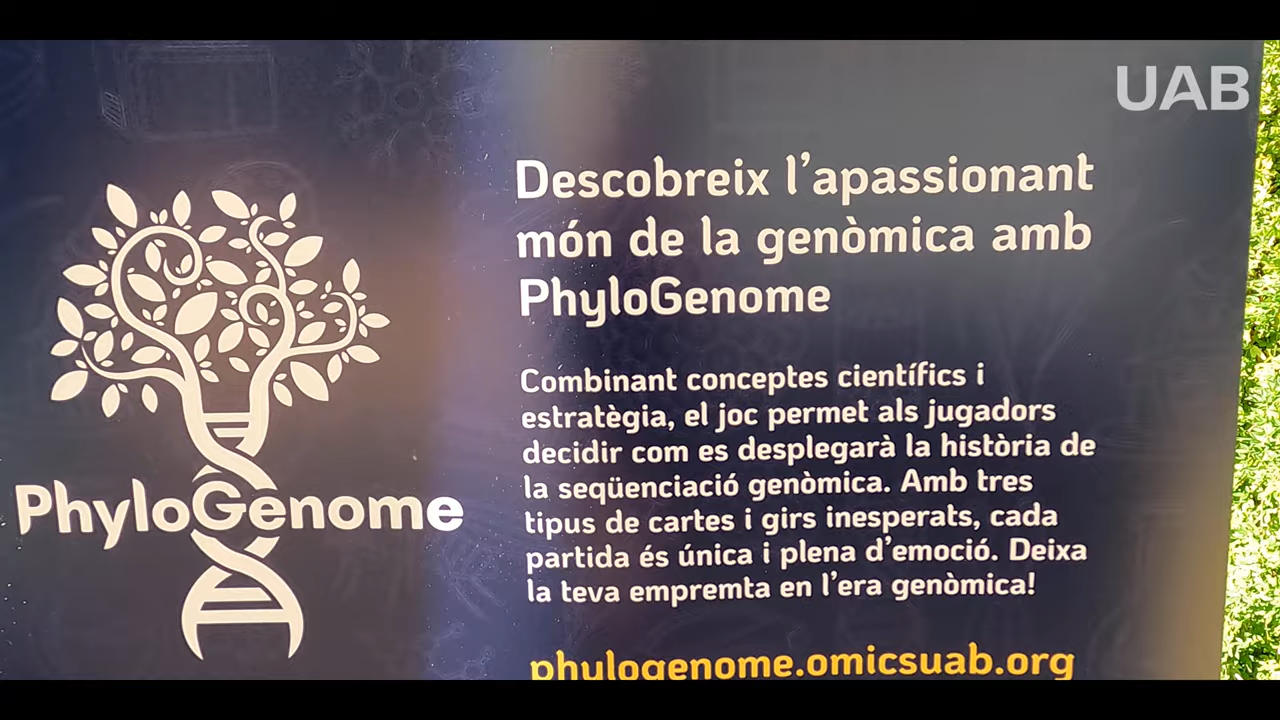 UAB
Descobreix l’apassionant
món de la genòmica amb
PhyloGenome
Combinant conceptes científics i
estratègia, el joc permet als jugadors
decidir com es desplegarà la història de
la seqüenciació genòmica. Amb tres
tipus de cartes i girs inesperats, cada
partida és única i plena d’emoció. Deixa
la teva empremta en l’era genòmica!
phylogenome.omicsuab.org
PhyloGenome